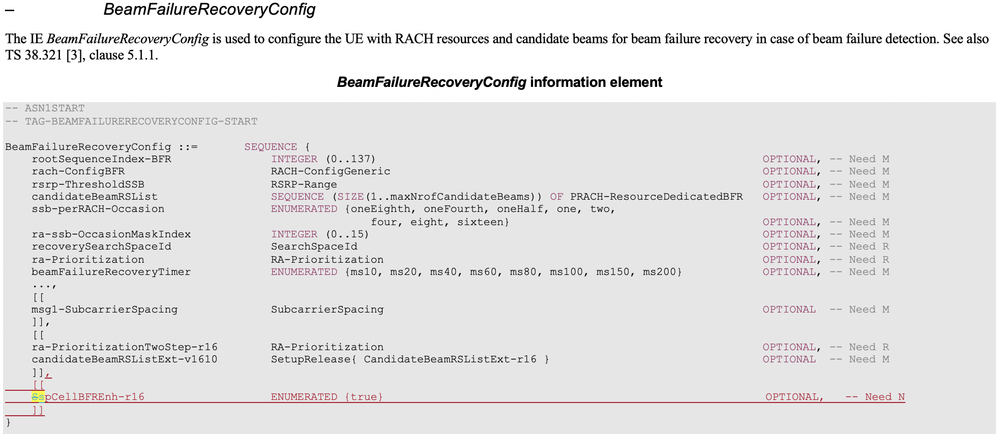 – BeamFailureRecoveryConfig
The IE BeamFailureRecoveryConfig is used to configure the UE with RACH resources and candidate beams for beam failure recovery in case of beam failure detection. See also
TS 38.321 [3], clause 5.1.1.
BeamFailureRecoveryConfig information element
-- ASN1START
-- TAG-BEAMFAILURERECOVERYCONFIG-START
BeamFailureRecoveryConfig ::= SEQUENCE {
rootSequenceIndex-BFR INTEGER (0..137) OPTIONAL, -- Need M
rach-ConfigBFR RACH-ConfigGeneric OPTIONAL, -- Need M
rsrp-ThresholdSSB RSRP-Range OPTIONAL, -- Need M
candidateBeamRSList SEQUENCE (SIZE(1..maxNrofCandidateBeams)) OF PRACH-ResourceDedicatedBFR OPTIONAL, -- Need M
ssb-perRACH-Occasion ENUMERATED {oneEighth, oneFourth, oneHalf, one, two,
four, eight, sixteen} OPTIONAL, -- Need M
ra-ssb-OccasionMaskIndex INTEGER (0..15) OPTIONAL, -- Need M
recoverySearchSpaceId SearchSpaceId OPTIONAL, -- Need R
ra-Prioritization RA-Prioritization OPTIONAL, -- Need R
beamFailureRecoveryTimer ENUMERATED {ms10, ms20, ms40, ms60, ms80, ms100, ms150, ms200} OPTIONAL, -- Need M
...,
[[
msg1-SubcarrierSpacing SubcarrierSpacing OPTIONAL -- Need M
]],
[[
ra-PrioritizationTwoStep-r16 RA-Prioritization OPTIONAL, -- Need R
candidateBeamRSListExt-v1610 SetupRelease{ CandidateBeamRSListExt-r16 } OPTIONAL -- Need M
]],
[[
SspCellBFREnh-r16 ENUMERATED {true} OPTIONAL, -- Need N
]]
}